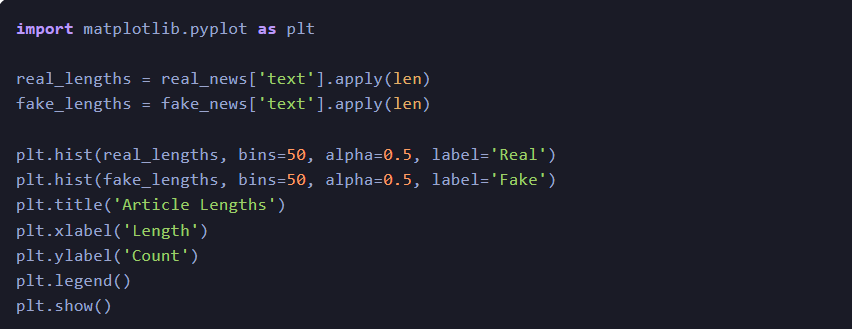 import matplotlib.pyplot as plt
real_lengths = real_news['text'].apply(len)
fake_lengths = fake_news['text'].apply(len)
plt.hist(real_lengths, bins=50, alpha=0.5, label='Real')
plt.hist(fake_lengths, bins=50, alpha=0.5, label='Fake')
plt.title('Article Lengths')
plt.xlabel('Length')
plt.ylabel('Count')
plt.legend()
plt.show()